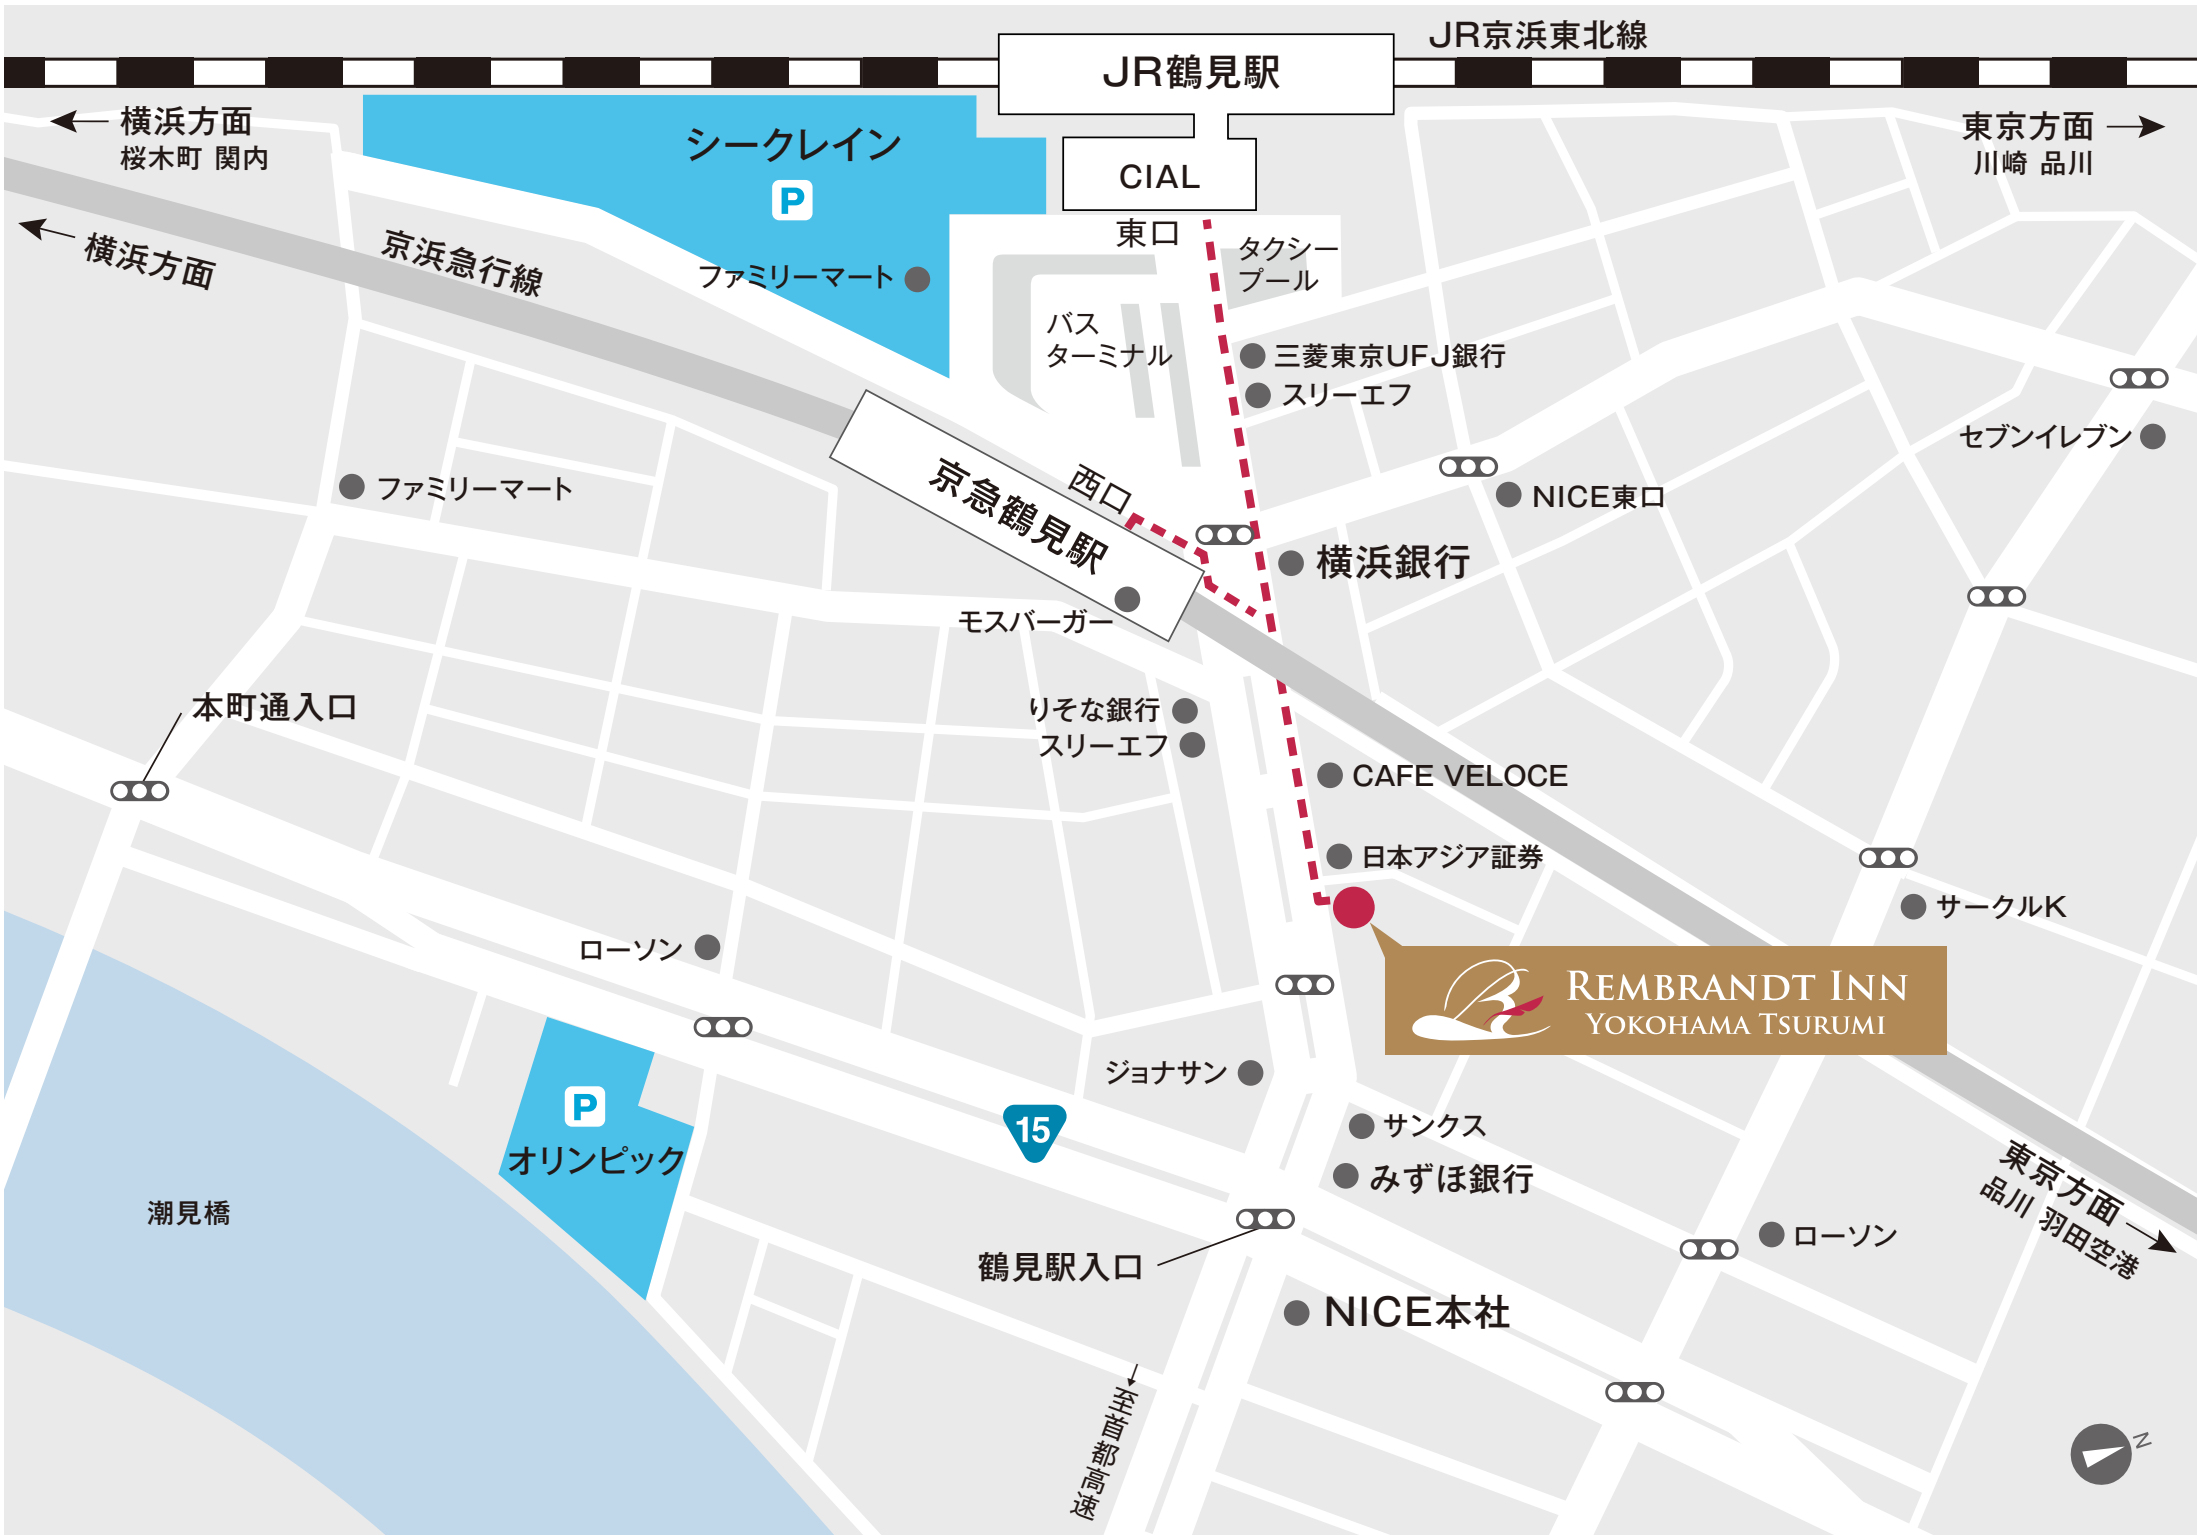 JR京浜東北線
JR鶴見駅
横浜方面
桜木町 関内
東京方面
川崎 品川
シークレイン
P
CIAL
東口
タクシー
プール
横浜方面
京浜急行線
ファミリーマート
バス
ターミナル
三菱東京UFJ銀行
スリーエフ
セブンイレブン
ファミリーマート
京急鶴見駅
西口
NICE東口
横浜銀行
モスバーガー
本町通入口
りそな銀行
スリーエフ
CAFE VELOCE
日本アジア証券
サークルK
ローソン
REMBRANDT INN
YOKOHAMA TSURUMI
ジョナサン
P
オリンピック
15
サンクス
みずほ銀行
潮見橋
東京方面
品川 羽田空港
ローソン
鶴見駅入口
NICE本社
至首都高速
N